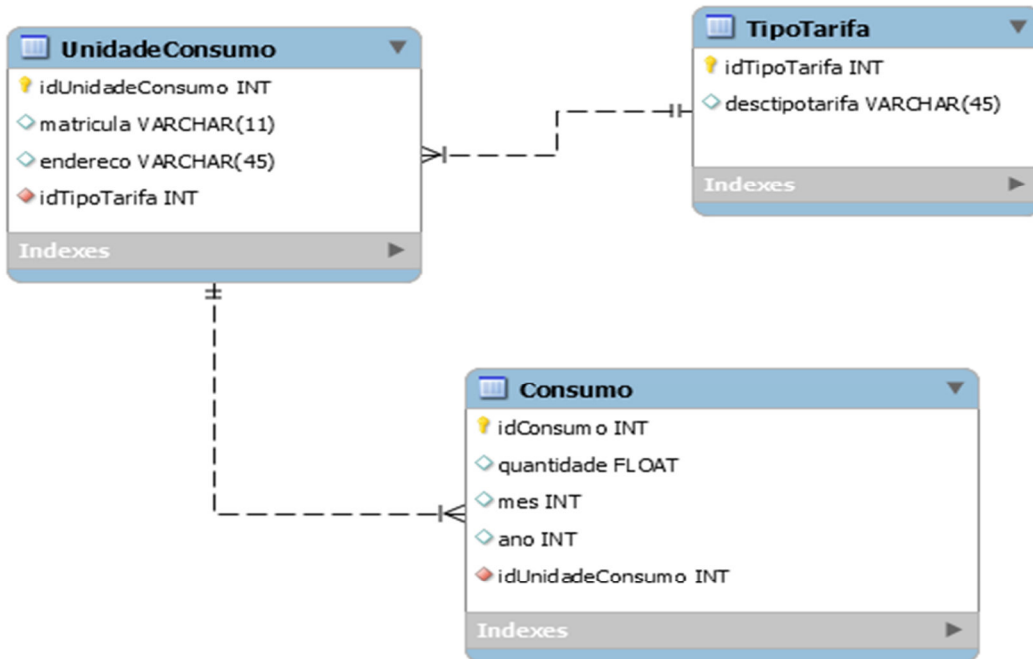 UnidadeConsumo
idUnidadeConsumo INT
matricula VARCHAR(11)
endereco VARCHAR(45)
idTipoTarifa INT
Indexes
TipoTarifa
idTipoTarifa INT
desctipotarifa VARCHAR(45)
Indexes
Consumo
idConsumo INT
quantidade FLOAT
mes INT
ano INT
idUnidadeConsumo INT
Indexes